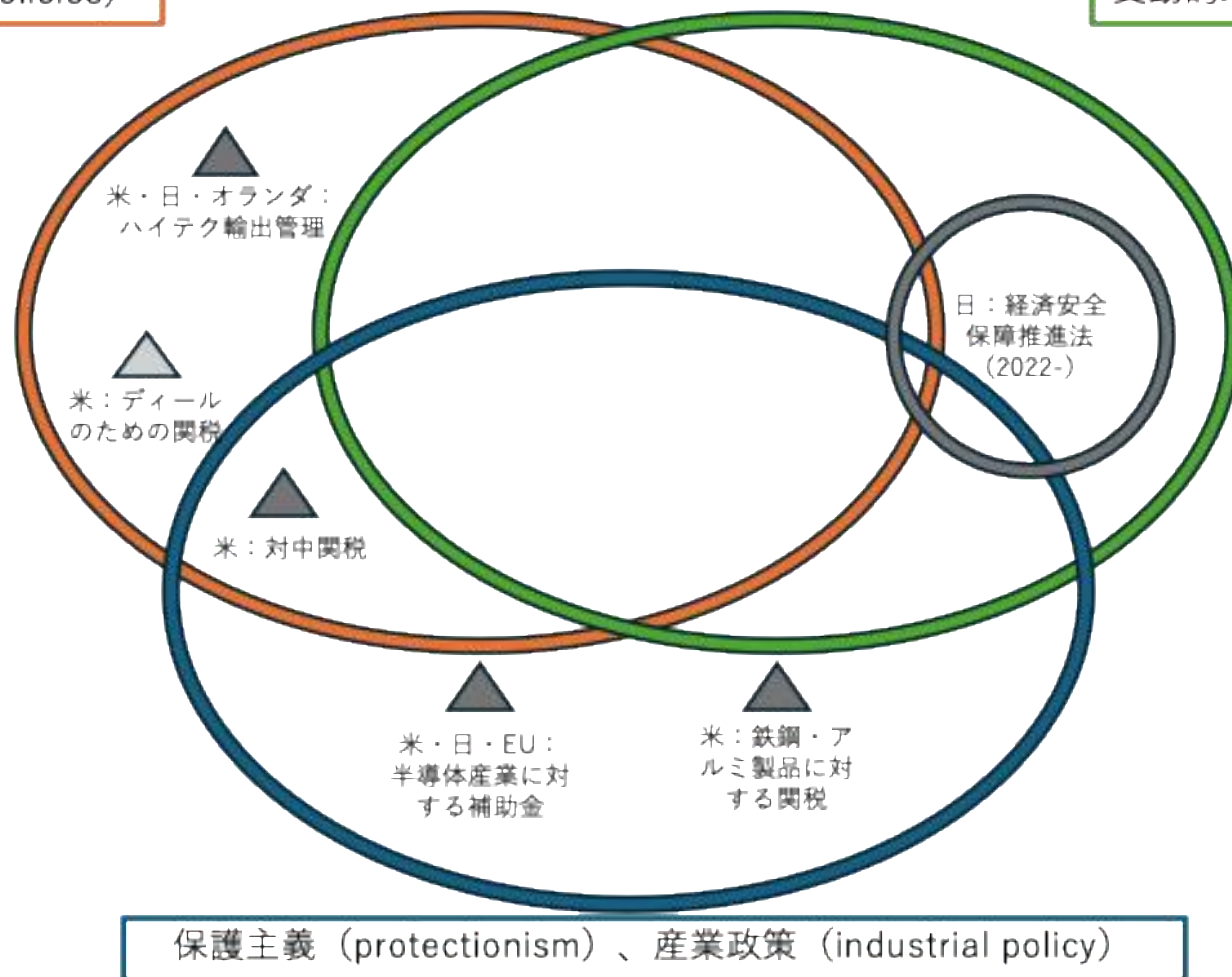 米・日・オランダ：
ハイテク輸出管理
日：経済安全
保障推進法
（2022-）
米：ディール
のための関税
米：対中関税
米・日・EU：
半導体産業に対
する補助金
米：鉄鋼・ア
ルミ製品に対
する関税
保護主義（protectionism）、産業政策（industrial policy）